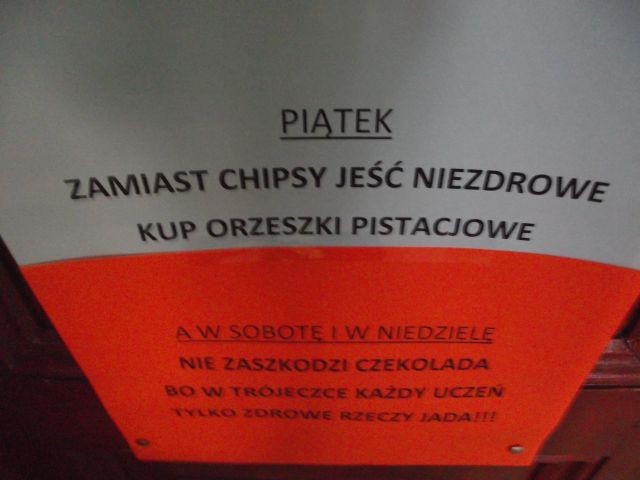 PIĄTEK
ZAMIAST CHIPSY JEŚĆ NIEZDROWE
KUP ORZESZKI PISTACJOWE
A W SOBOTĘ I W NIEDZIELĘ
NIE ZASZKODZI CZEKOLADA
BO W TRÓJECZCE KAŻDY UCZEŃ
TYLKO ZDROWE RZECZY JADA!!!